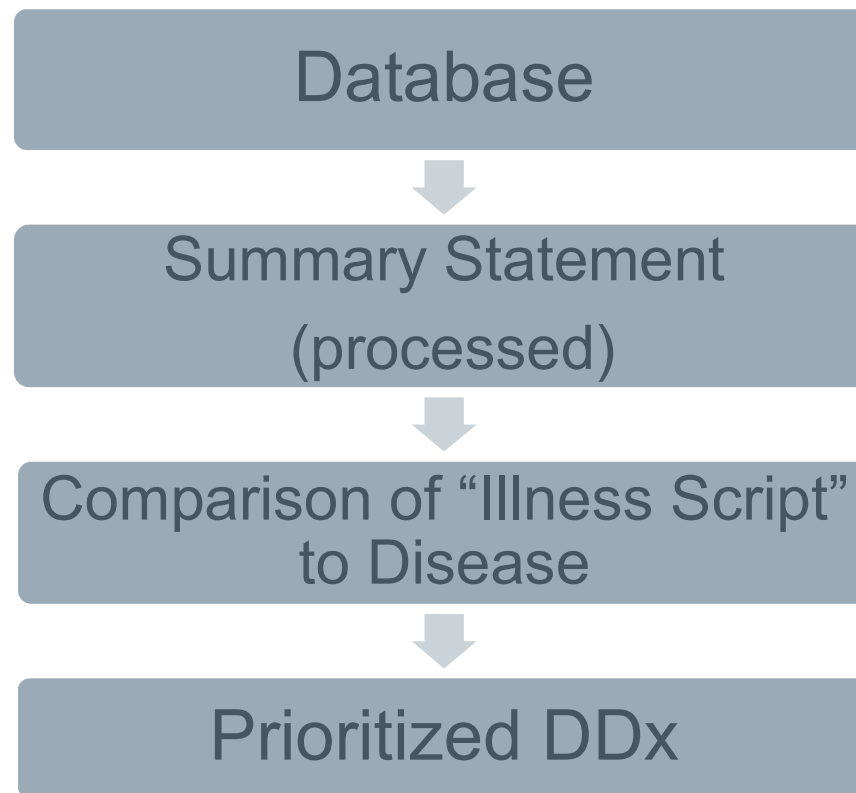 Database
Summary Statement
(processed)
Comparison of “Illness Script”
to Disease
Prioritized DDx